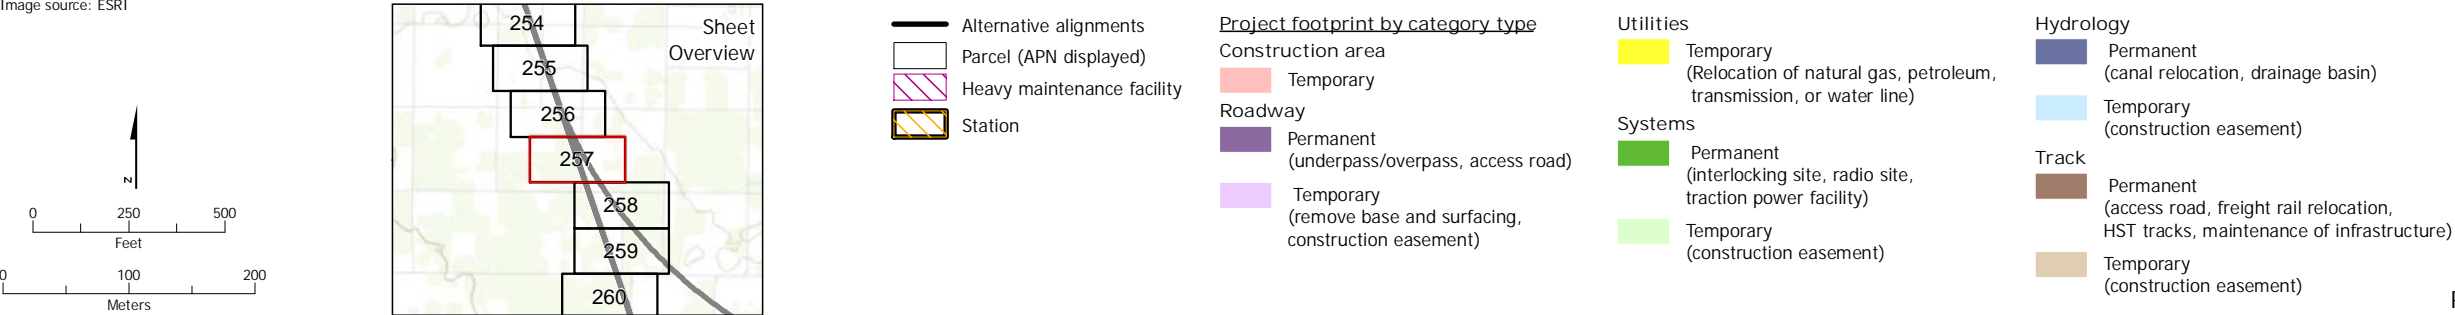 Image source: ESRI
N
0 250 500
Feet
0 100 200
Meters
Sheet
Overview
254
255
256
257
258
259
260
Alternative alignments
Parcel (APN displayed)
Heavy maintenance facility
Station
Project footprint by category type
Construction area
Temporary
Roadway
Permanent
(underpass/overpass, access road)
Temporary
(remove base and surfacing,
construction easement)
Utilities
Temporary
(Relocation of natural gas, petroleum,
transmission, or water line)
Systems
Permanent
(interlocking site, radio site,
traction power facility)
Temporary
(construction easement)
Hydrology
Permanent
(canal relocation, drainage basin)
Temporary
(construction easement)
Track
Permanent
(access road, freight rail relocation,
HST tracks, maintenance of infrastructure)
Temporary
(construction easement)